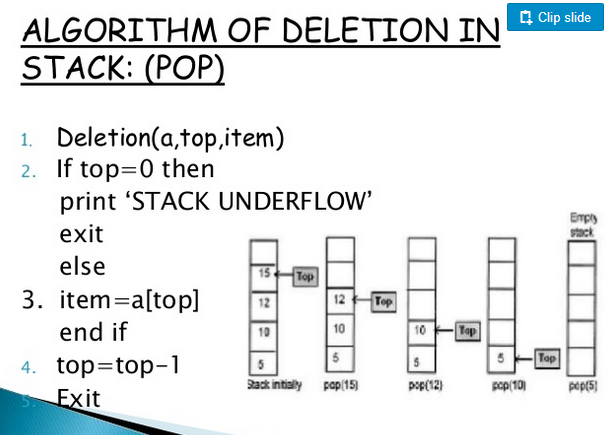 Clip slide
ALGORITHM OF DELETION IN
STACK: (POP)
1. Deletion(a,top,item)
2. If top=0 then
print ‘STACK UNDERFLOW’
exit
else
3. item=a[top]
end if
4. top=top-1
5. Exit
15 Top
12
10
5
Stack initially
12 Top
10
5
pop(15)
10 Top
5
pop(12)
5 Top
pop(10)
Empty
stack
pop(5)